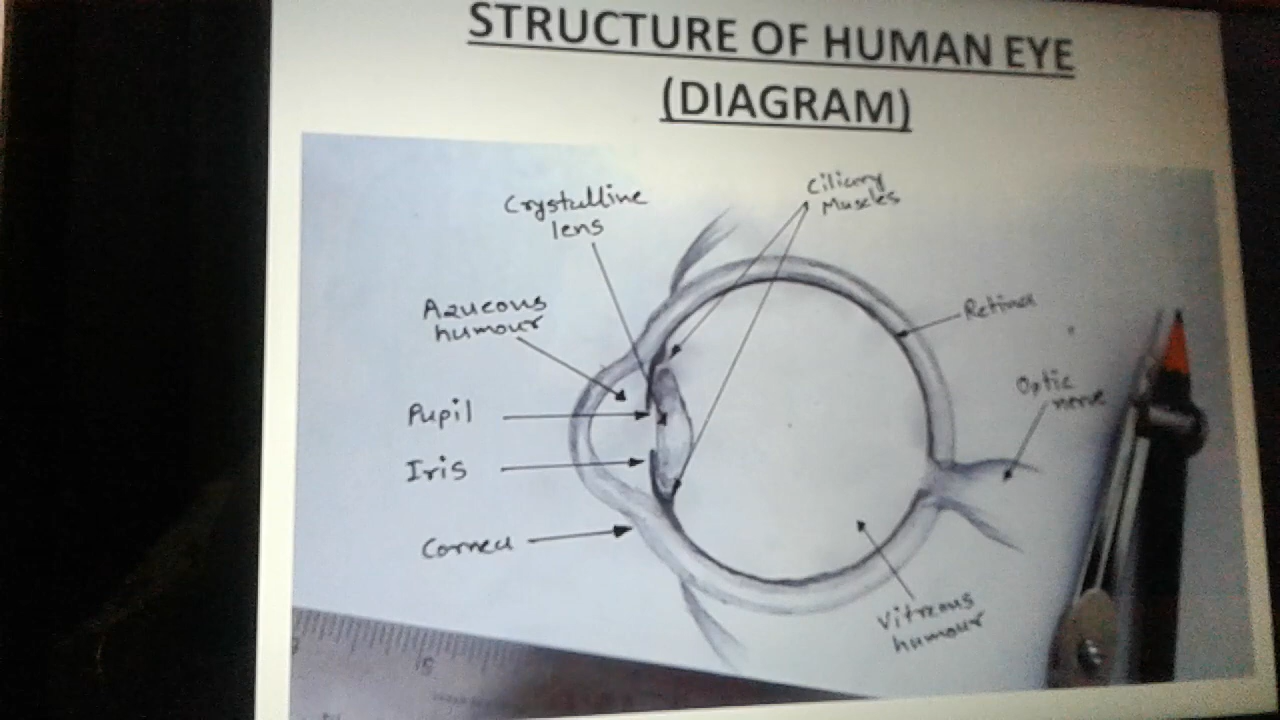 STRUCTURE OF HUMAN EYE
(DIAGRAM)
Crystalline
lens
Ciliary
Muscles
Aqueous
humour
Retina
Optic
nerve
Pupil
Iris
Cornea
Vitreous
humour
5